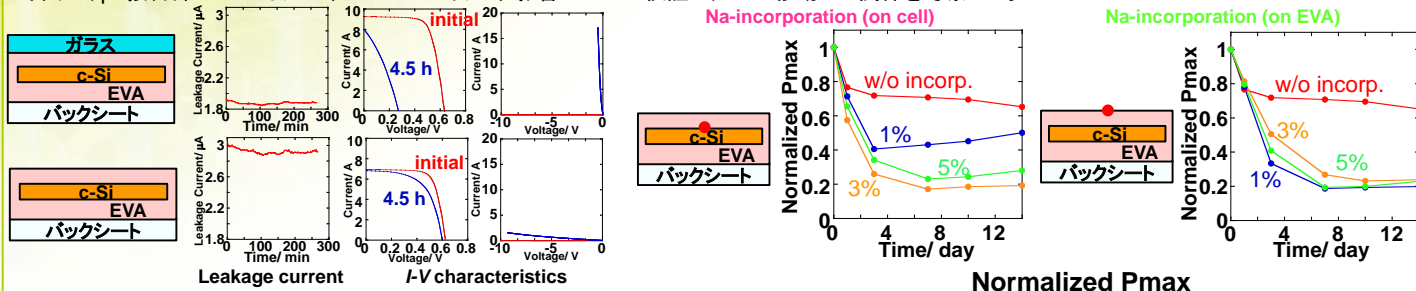 Na-incorporation (on cell)
Na-incorporation (on EVA)
ガラス
c-Si
EVA
バックシート
Leakage Current/ μA
3
2.6
2.2
1.8
0 100 200 300
Time/ min
Current/ A
10
8
6
4
2
0
initial
4.5 h
0 0.2 0.4 0.6 0.8
Voltage/ V
Current/ A
20
15
10
5
0
-10 -5 0
Voltage/ V
c-Si
EVA
バックシート
Leakage Current/ μA
3
2.6
2.2
1.8
0 100 200 300
Time/ min
Current/ A
10
8
6
4
2
0
initial
4.5 h
0 0.2 0.4 0.6 0.8
Voltage/ V
Current/ A
20
15
10
5
0
-10 -5 0
Voltage/ V
Leakage current
I-V characteristics
c-Si
EVA
バックシート
Normalized Pmax
1
0.8
0.6
0.4
0.2
0
w/o incorp.
1%
5%
3%
0 4 8 12
Time/ day
c-Si
EVA
バックシート
Normalized Pmax
1
0.8
0.6
0.4
0.2
0
w/o incorp.
3%
5%
1%
0 4 8 12
Time/ day
Normalized Pmax